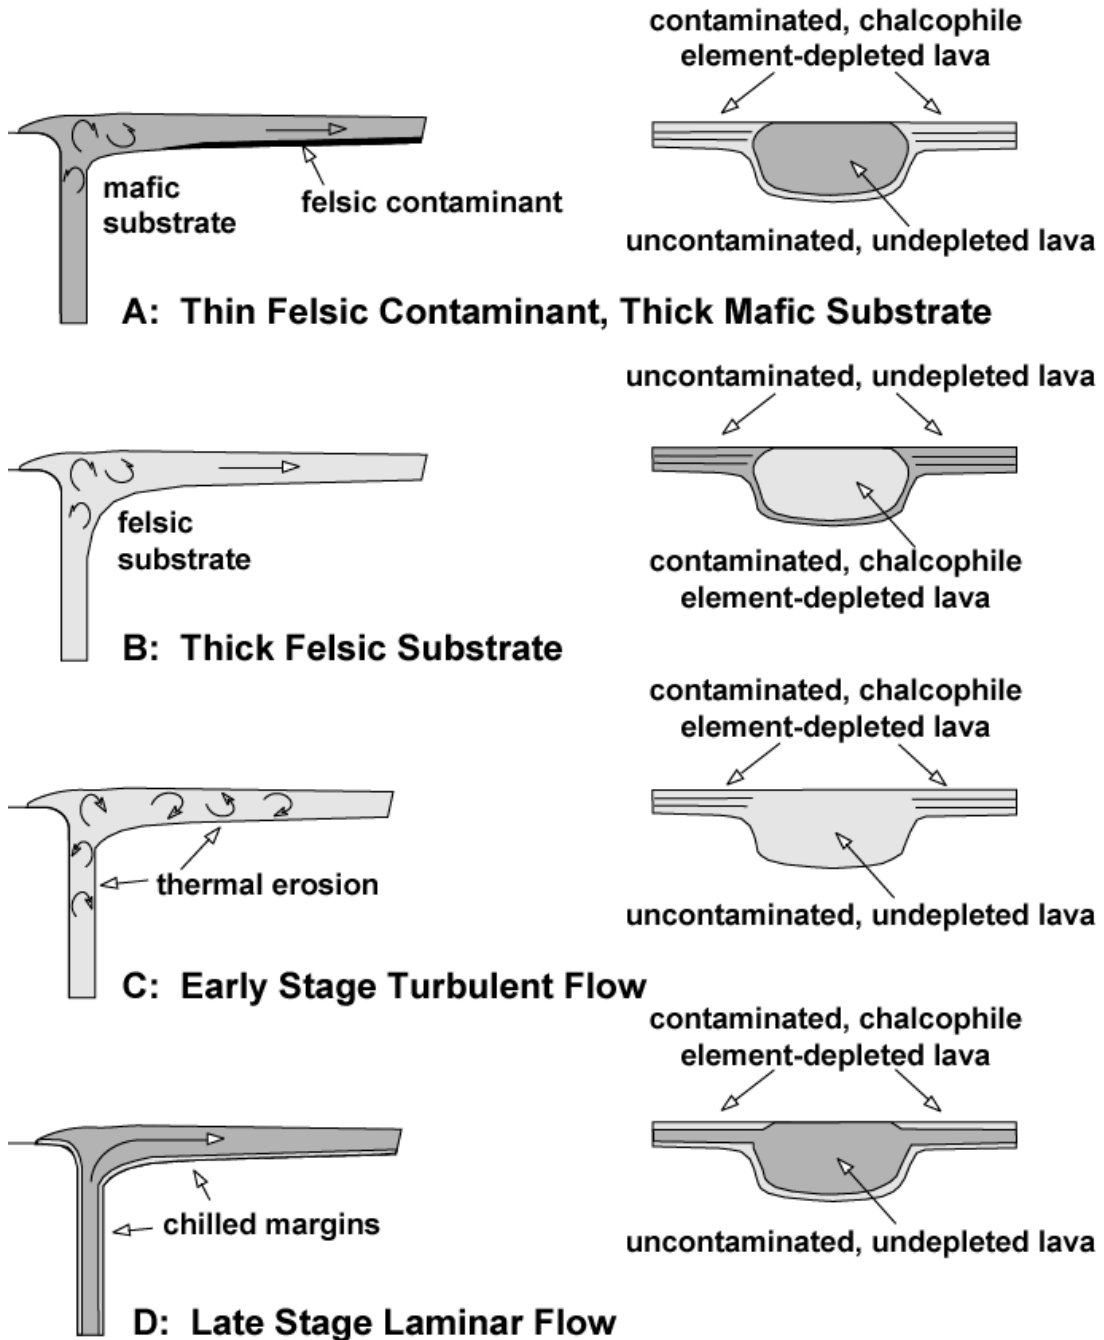 contaminated, chalcophile
element-depleted lava
mafic
substrate
felsic contaminant
uncontaminated, undepleted lava
A: Thin Felsic Contaminant, Thick Mafic Substrate
uncontaminated, undepleted lava
felsic
substrate
contaminated, chalcophile
element-depleted lava
B: Thick Felsic Substrate
contaminated, chalcophile
element-depleted lava
thermal erosion
uncontaminated, undepleted lava
C: Early Stage Turbulent Flow
contaminated, chalcophile
element-depleted lava
chilled margins
uncontaminated, undepleted lava
D: Late Stage Laminar Flow